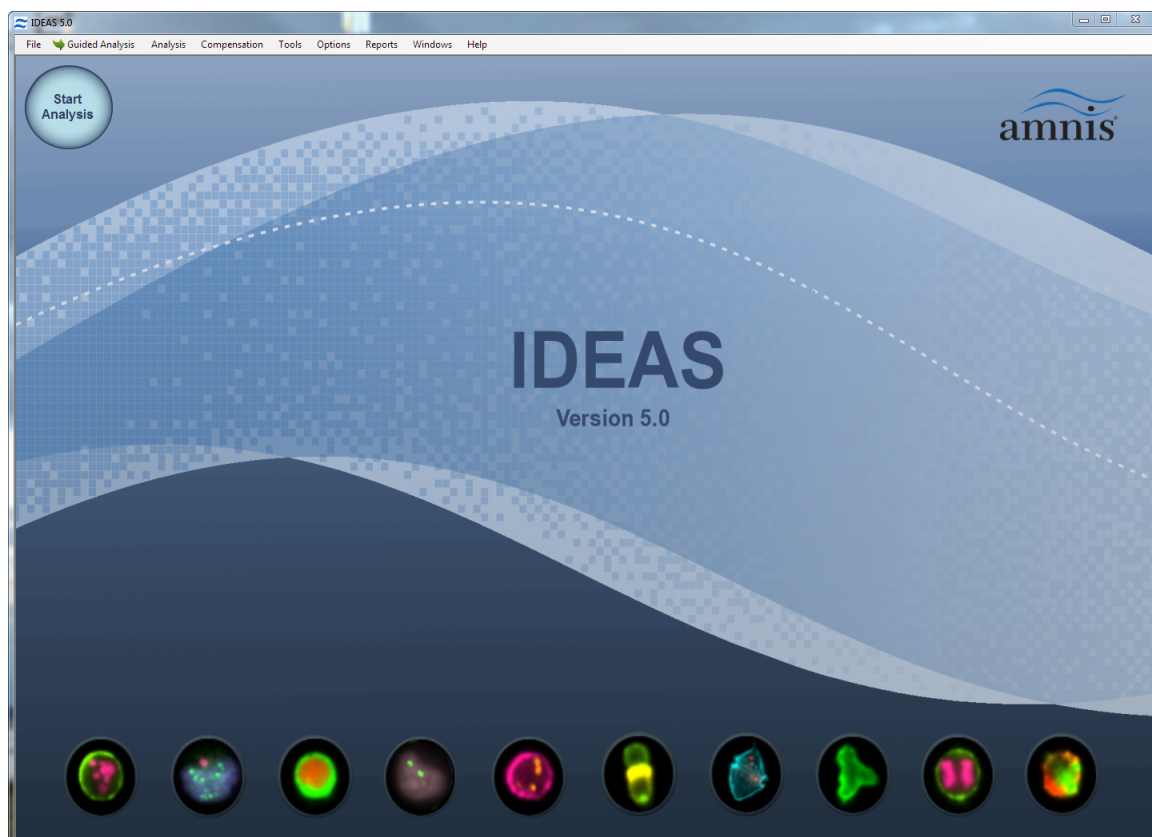 IDEAS 5.0
File Guided Analysis Analysis Compensation Tools Options Reports Windows Help
Start
Analysis
amnis®
IDEAS
Version 5.0